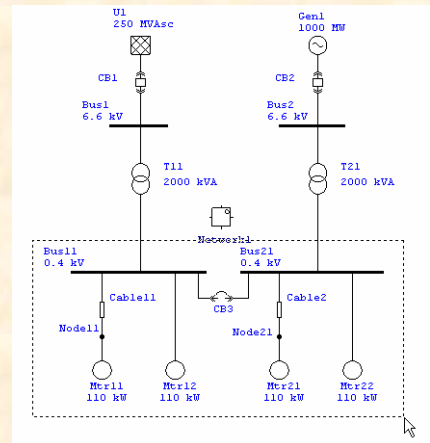 U1
250 MVAsc
Gen1
1000 MW
CB1
CB2
Bus1
6.6 kV
Bus2
6.6 kV
T11
2000 kVA
T21
2000 kVA
Network1
Bus11
0.4 kV
Bus21
0.4 kV
Cable11
Cable2
CB3
Node11
Node21
Mtr11
110 kW
Mtr12
110 kW
Mtr21
110 kW
Mtr22
110 kW